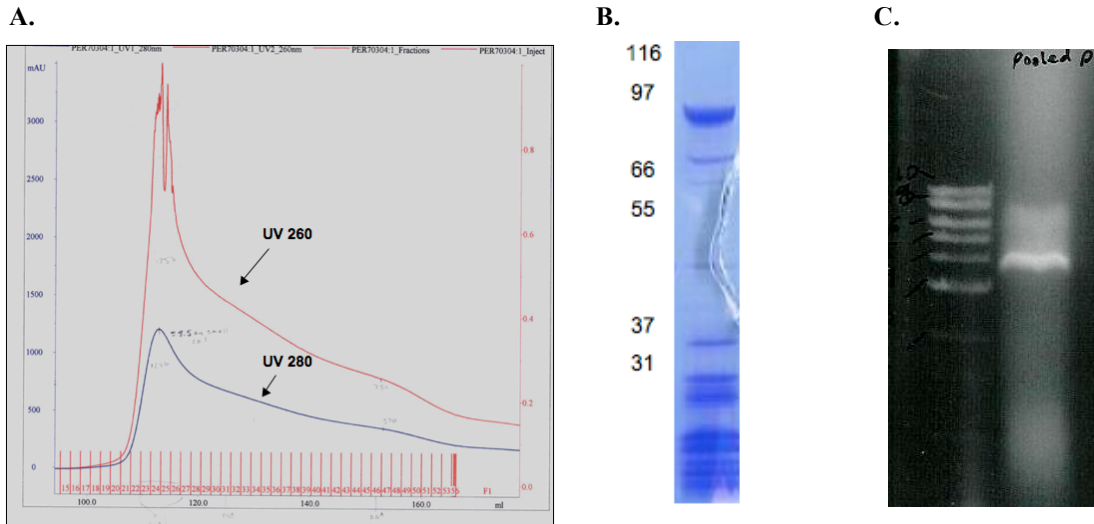 A.
B.
C.
PER70304:1_UV1_280nm PER70304:1_UV2_260nm PER70304:1_Fractions PER70304:1_Inject
mAU
3000
2500
2000
1500
1000
500
0
0.8
0.6
0.4
0.2
0.0
UV 260
UV 280
15 16 17 18 19 20 21 22 23 24 25 26 27 28 29 30 31 32 33 34 35 36 37 38 39 40 41 42 43 44 45 46 47 48 49 50 51 52 53 F1
100.0 120.0 140.0 160.0 ml
116
97
66
55
37
31
Pooled P